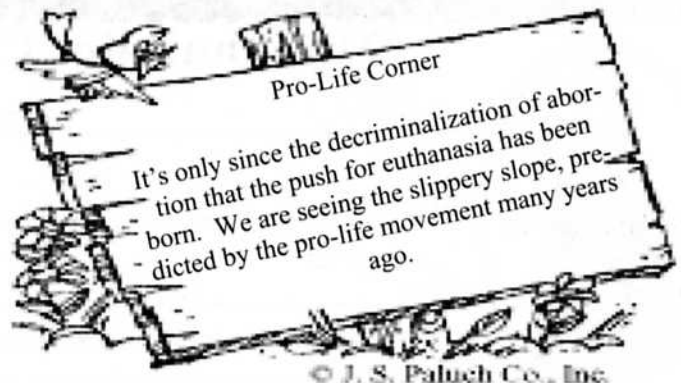 Pro-Life Corner
It's only since the decriminalization of abor-
tion that the push for euthanasia has been
born.  We are seeing the slippery slope, pre-
dicted by the pro-life movement many years
ago.
© J. S. Paluch Co., Inc.